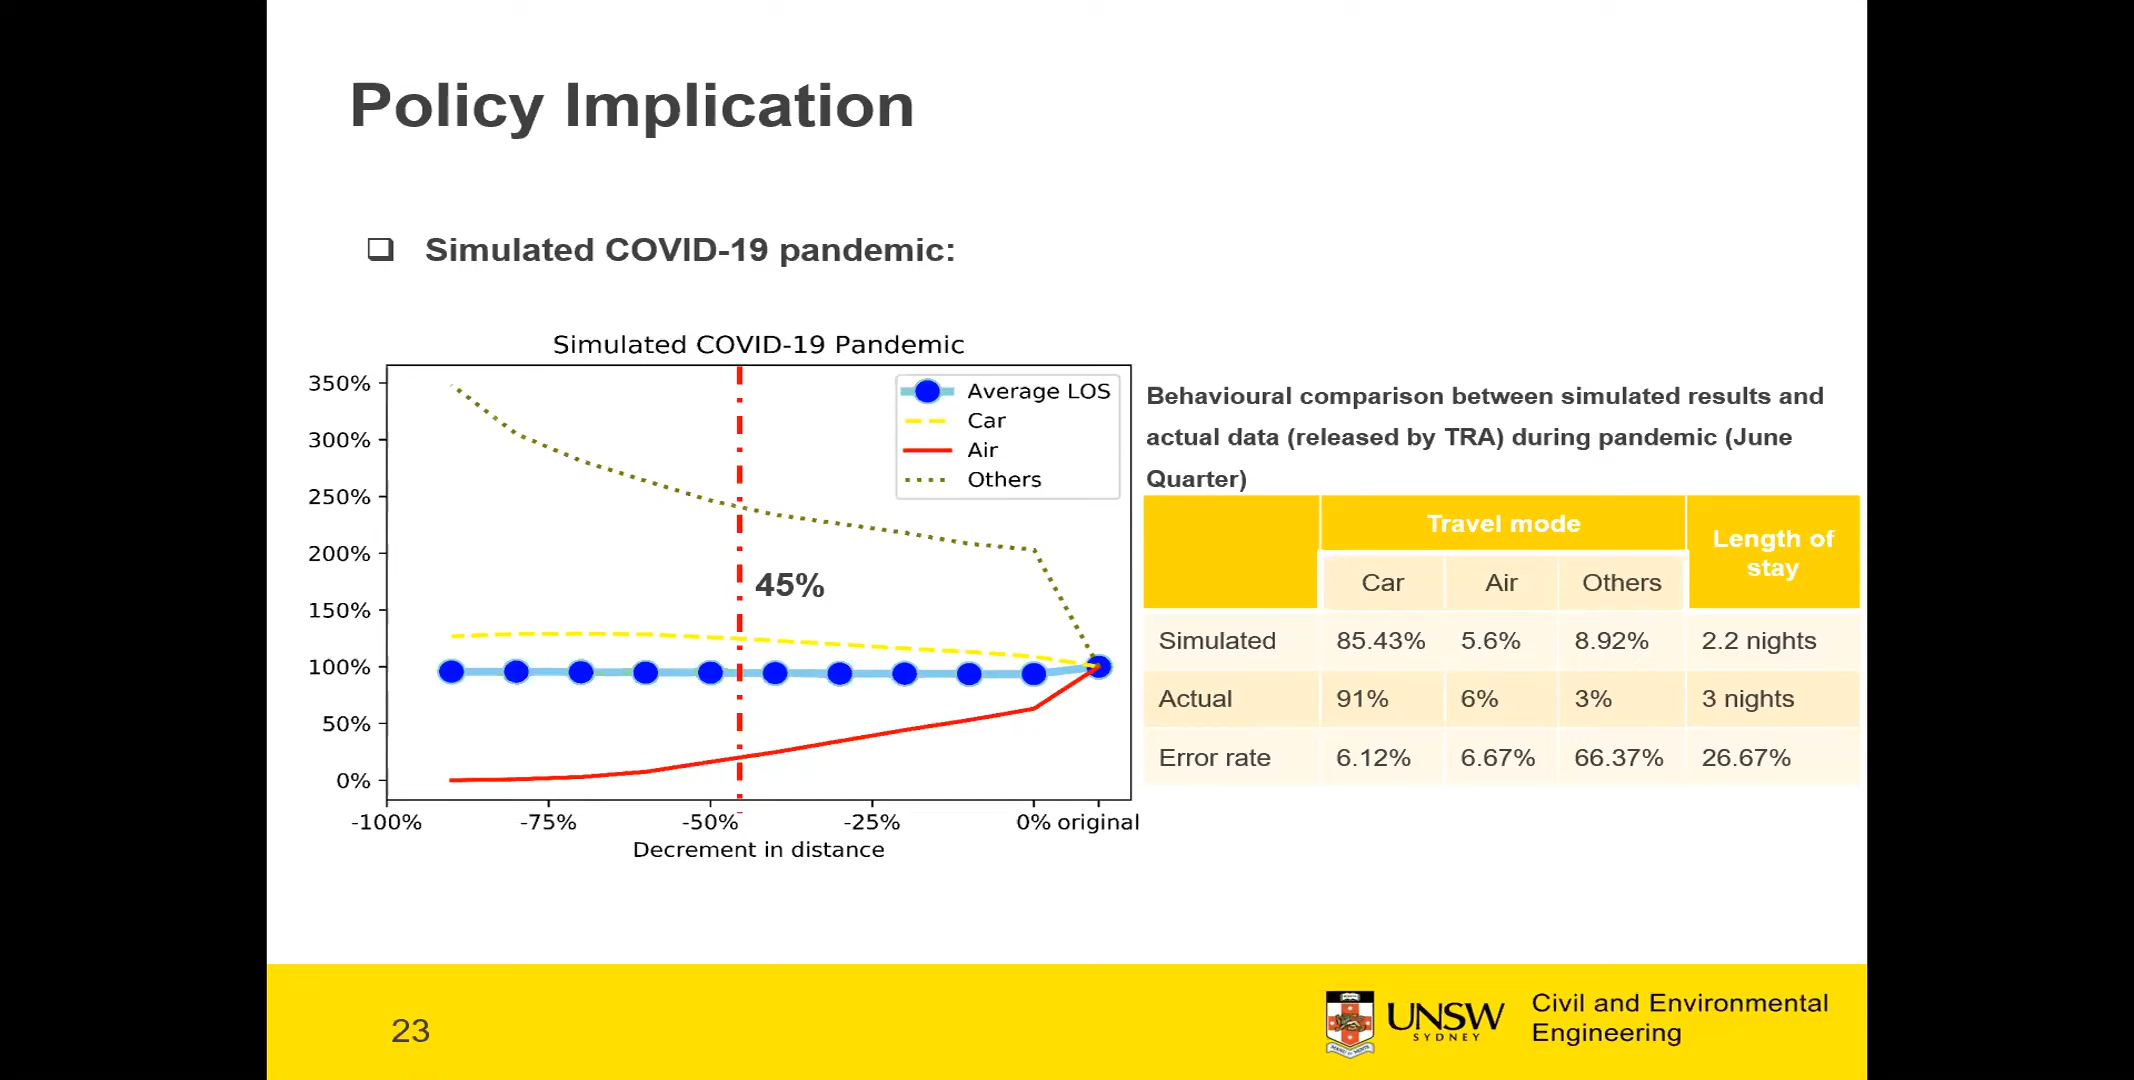 Policy Implication
❑ Simulated COVID-19 pandemic:
Simulated COVID-19 Pandemic
350%
300%
250%
200%
150%
100%
50%
0%
Average LOS
Car
Air
Others
45%
-100% -75% -50% -25% 0% original
Decrement in distance
Behavioural comparison between simulated results and
actual data (released by TRA) during pandemic (June
Quarter)
Travel mode
Length of
stay
Car Air Others
Simulated 85.43% 5.6% 8.92% 2.2 nights
Actual 91% 6% 3% 3 nights
Error rate 6.12% 6.67% 66.37% 26.67%
23
UNSW
SYDNEY
Civil and Environmental
Engineering